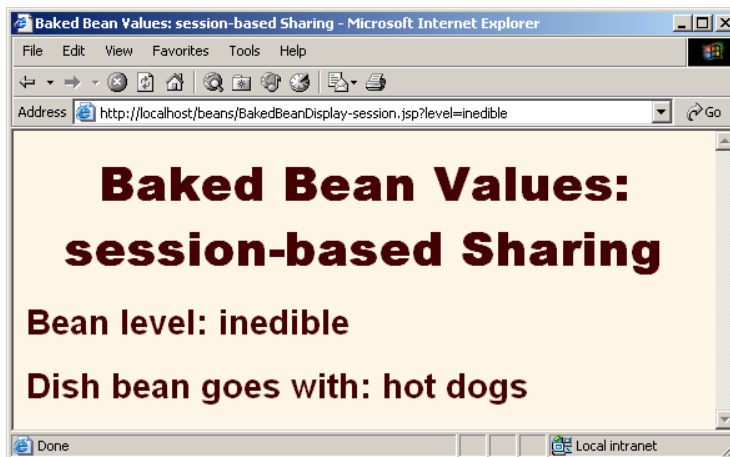 Baked Bean Values: session-based Sharing - Microsoft Internet Explorer
File Edit View Favorites Tools Help
Address http://localhost/beans/BakedBeanDisplay-session.jsp?level=inedible Go
Baked Bean Values:
session-based Sharing
Bean level: inedible
Dish bean goes with: hot dogs
Done Local intranet